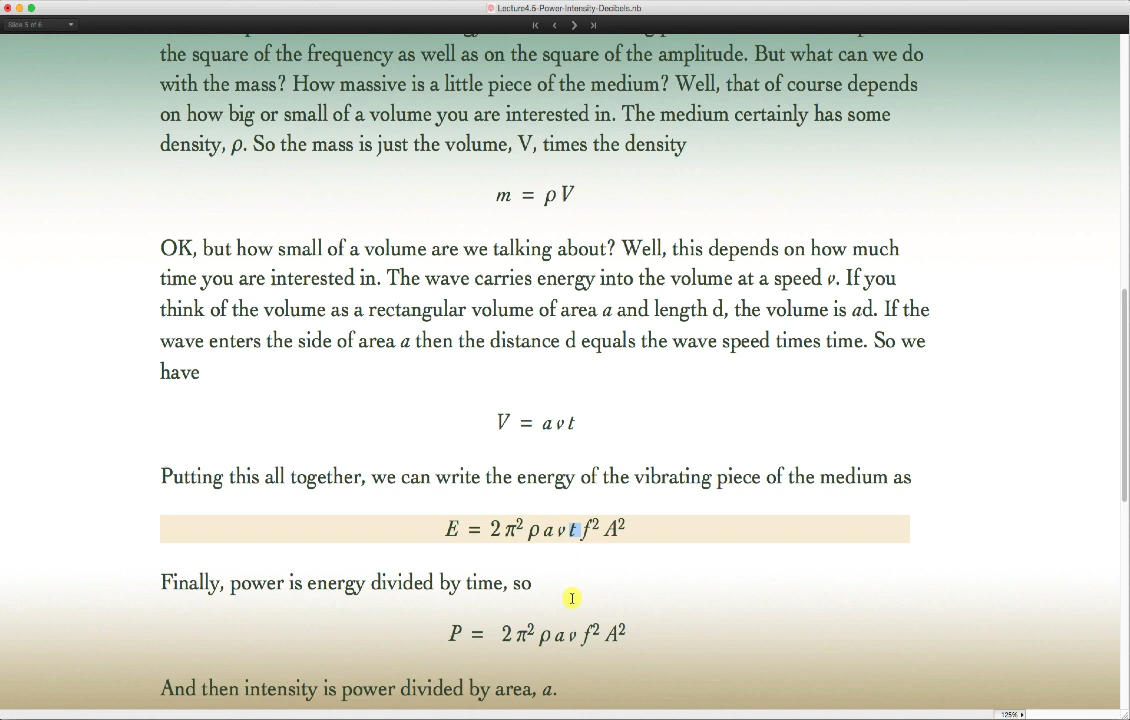 Lecture4.5-Power-Intensity-Decibels.nb
Slide 5 of 6
the square of the frequency as well as on the square of the amplitude. But what can we do
with the mass? How massive is a little piece of the medium? Well, that of course depends
on how big or small of a volume you are interested in. The medium certainly has some
density, ρ. So the mass is just the volume, V, times the density
m = ρ V
OK, but how small of a volume are we talking about? Well, this depends on how much
time you are interested in. The wave carries energy into the volume at a speed v. If you
think of the volume as a rectangular volume of area a and length d, the volume is ad. If the
wave enters the side of area a then the distance d equals the wave speed times time. So we
have
V = a v t
Putting this all together, we can write the energy of the vibrating piece of the medium as
E = 2 π² ρ a v t f² A²
Finally, power is energy divided by time, so
P = 2 π² ρ a v f² A²
And then intensity is power divided by area, a.
125%